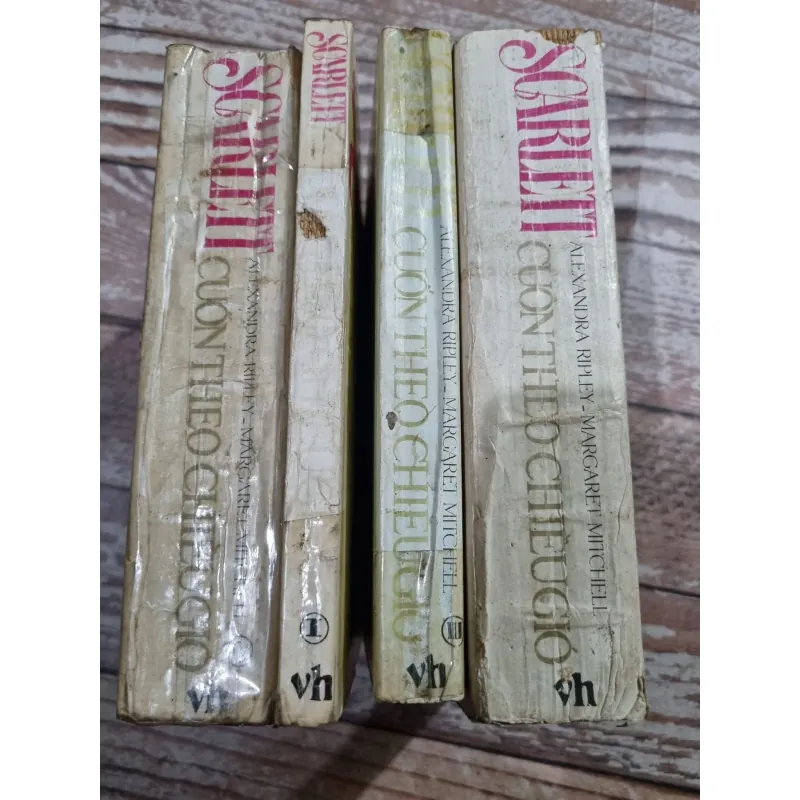 SCARLETT
CUỐN THEO CHIỀU GIÓ
ALEXANDRA RIPLEY - MARGARET MITCHELL
vh
SCARLETT
I
vh
ALEXANDRA RIPLEY - MARGARET MITCHELL
CUỐN THEO CHIỀU GIÓ
III
vh
SCARLETT
ALEXANDRA RIPLEY - MARGARET MITCHELL
CUỐN THEO CHIỀU GIÓ
vh